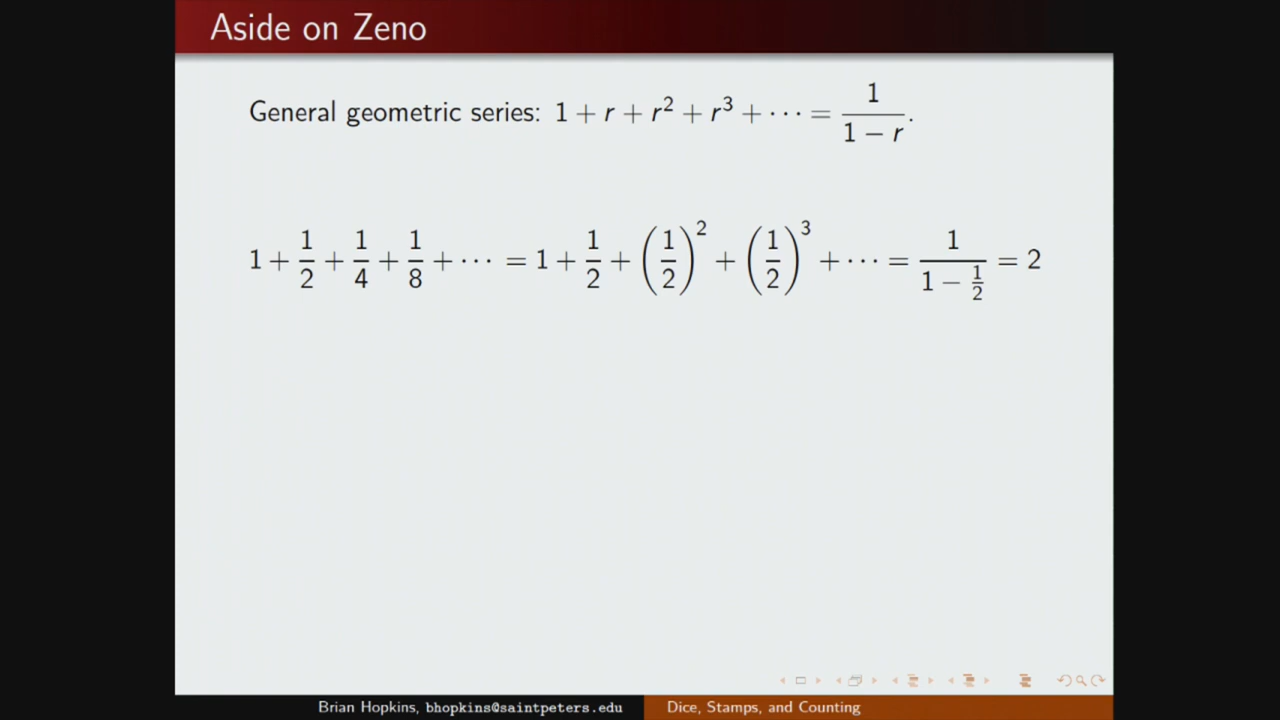 Aside on Zeno
General geometric series: 1 + r + r² + r³ + ⋯ = 1/(1 − r).
1 + 1/2 + 1/4 + 1/8 + ⋯ = 1 + 1/2 + (1/2)² + (1/2)³ + ⋯ = 1/(1 − 1/2) = 2
Brian Hopkins, bhopkins@saintpeters.edu
Dice, Stamps, and Counting